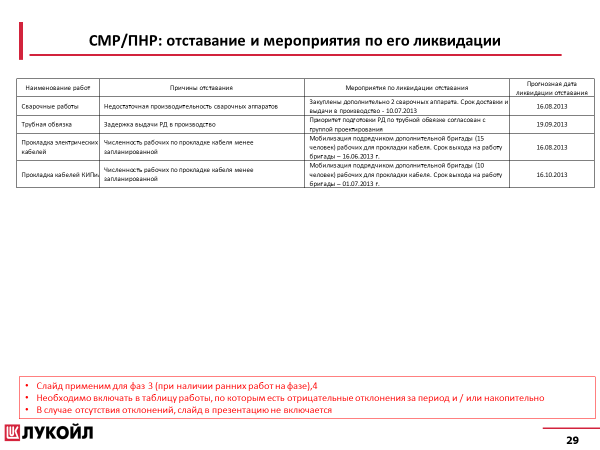 СМР/ПНР: отставание и мероприятия по его ликвидации
Наименование работ
Причины отставания
Мероприятия по ликвидации отставания
Прогнозная дата
ликвидации отставания
Сварочные работы
Недостаточная производительность сварочных аппаратов
Закуплены дополнительно 2 сварочных аппарата. Срок доставки и
выдачи в производство - 10.07.2013
16.08.2013
Трубная обвязка
Задержка выдачи РД в производство
Приоритет подготовки РД по трубной обвязке согласован с
группой проектирования
19.09.2013
Прокладка электрических
кабелей
Численность рабочих по прокладке кабеля менее
запланированной
Мобилизация подрядчиком дополнительной бригады (15
человек) рабочих для прокладки кабеля. Срок выхода на работу
бригады – 16.06.2013 г.
16.08.2013
Прокладка кабелей КИПиА
Численность рабочих по прокладке кабеля менее
запланированной
Мобилизация подрядчиком дополнительной бригады (10
человек) рабочих для прокладки кабеля. Срок выхода на работу
бригады – 01.07.2013 г.
16.10.2013
• Слайд применим для фаз 3 (при наличии ранних работ на фазе),4
• Необходимо включать в таблицу работы, по которым есть отрицательные отклонения за период и / или накопительно
• В случае отсутствия отклонений, слайд в презентацию не включается
ЛУКОЙЛ
29